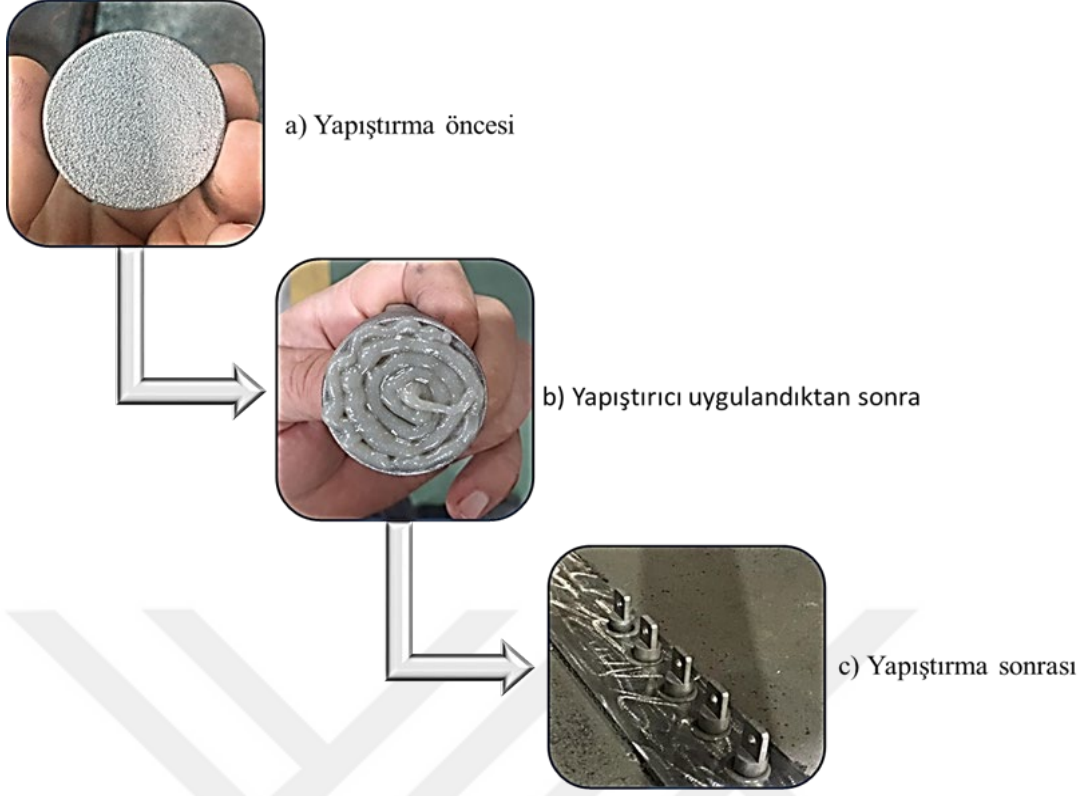 a) Yapıştırma öncesi
b) Yapıştırıcı uygulandıktan sonra
c) Yapıştırma sonrası